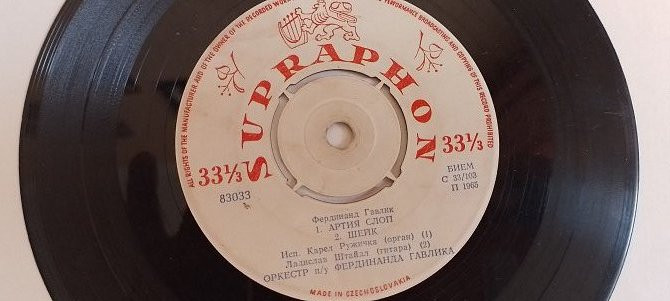 ALL RIGHTS OF THE MANUFACTURER AND OF THE OWNER OF THE RECORDED WORK
PERFORMANCE BROADCASTING AND COPYING OF THIS RECORD PROHIBITED
SUPRAPHON
33⅓
33⅓
83033
БИЕМ
С 33/103
П 1965
Фердинанд Гавлик
1. АРТИЯ СЛОП
2. ШЕЙК
Исп. Карел Ружичка (орган) (1)
Ладислав Штайдл (гитара) (2)
ОРКЕСТР п/у ФЕРДИНАНДА ГАВЛИКА
MADE IN CZECHOSLOVAKIA